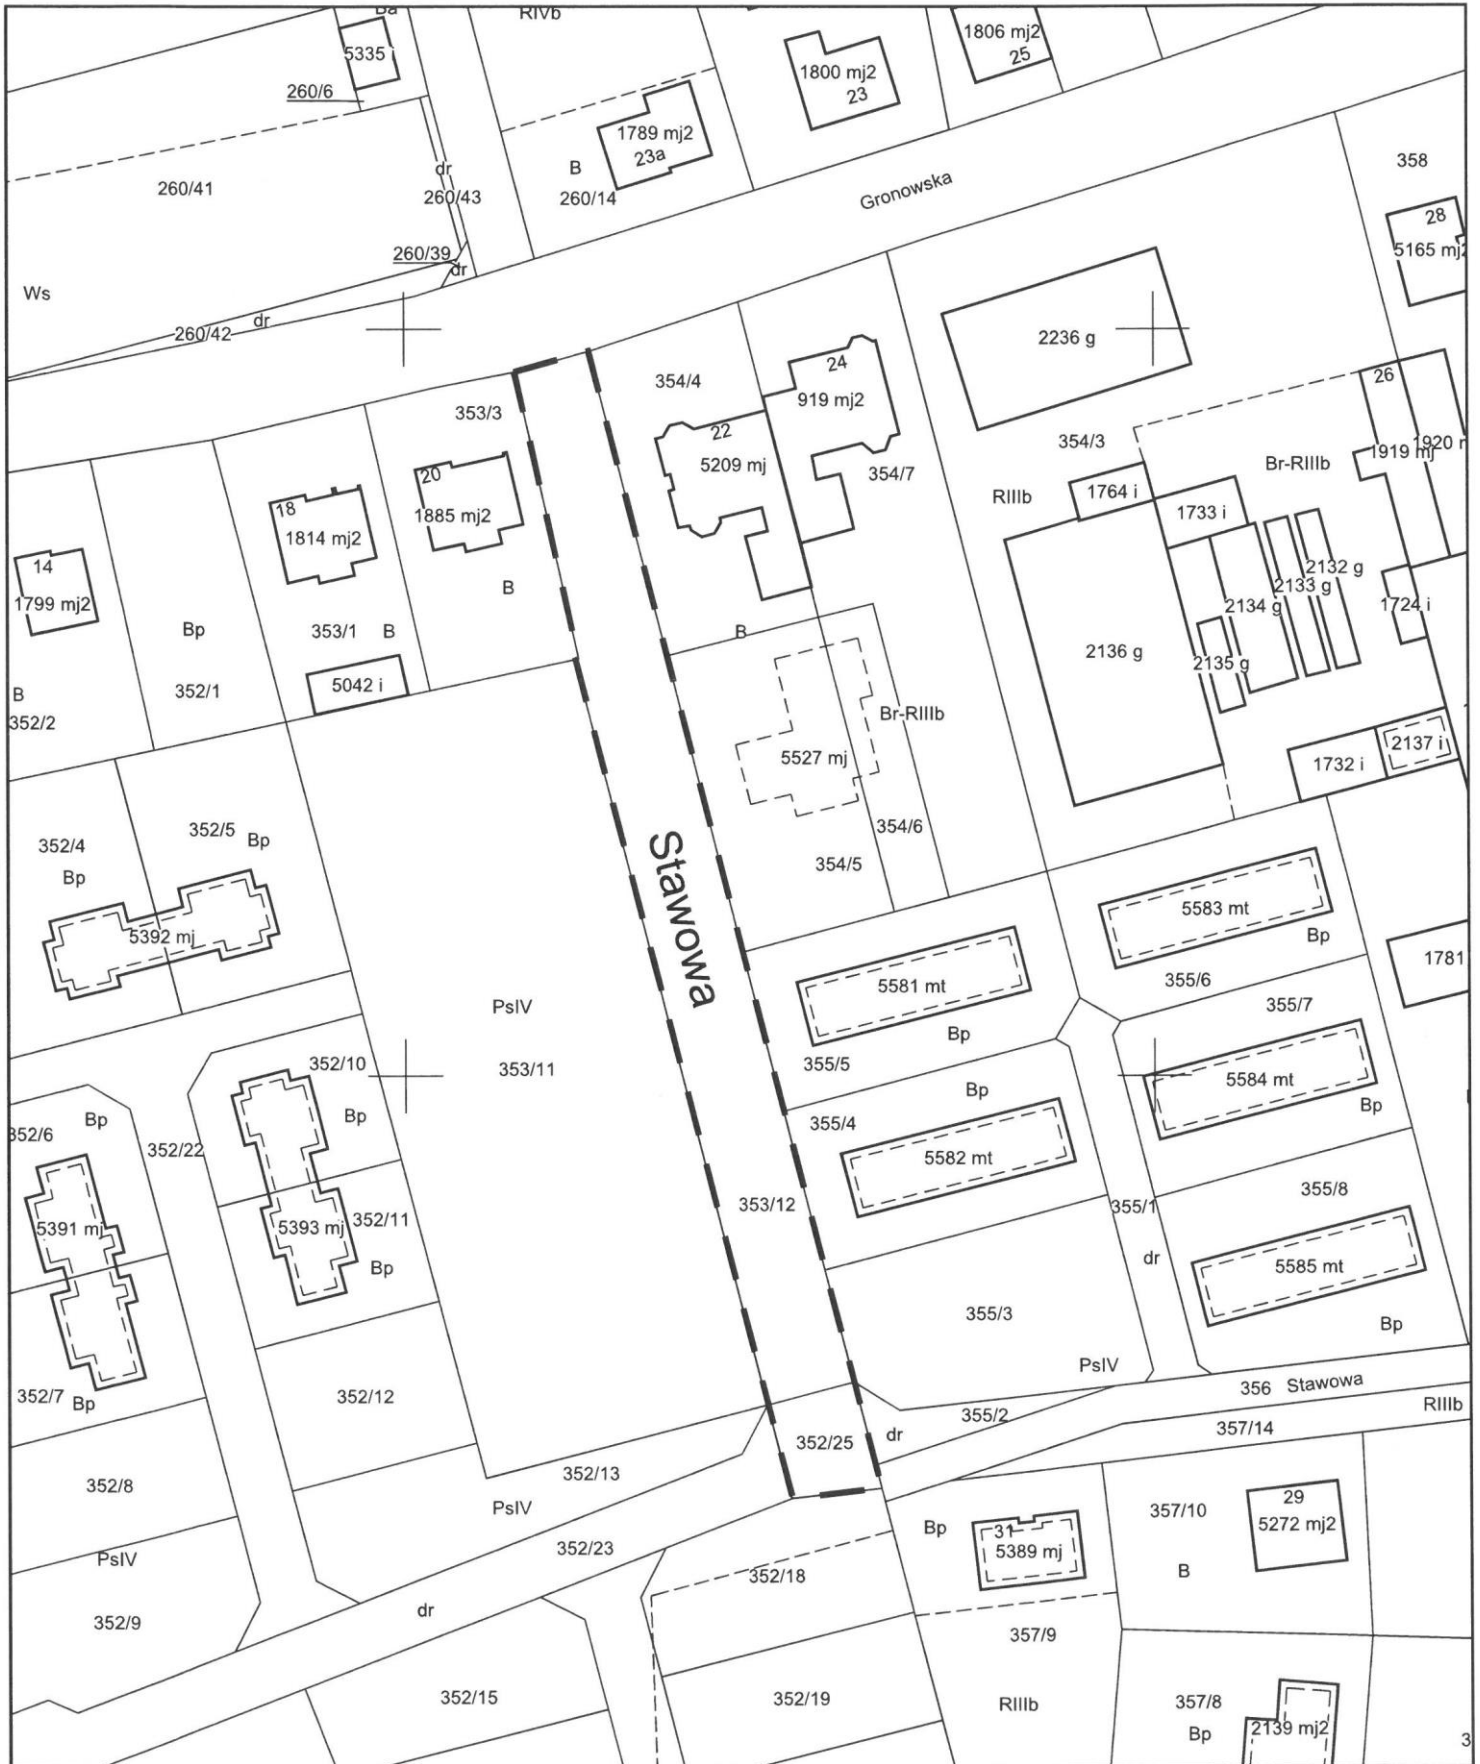 Ba
RIVb
5335 i
260/6
1806 mj2
25
1800 mj2
23
1789 mj2
23a
B
260/14
dr
260/43
260/41
358
Gronowska
28
5165 mj2
260/39
dr
Ws
260/42
dr
2236 g
24
919 mj2
354/4
353/3
26
22
5209 mj
354/7
354/3
1919 mj
1920
Br-RIIIb
RIIIb
1764 i
1733 i
20
1885 mj2
18
1814 mj2
14
1799 mj2
B
2132 g
2133 g
2134 g
1724 i
Bp
353/1
B
B
2136 g
2135 g
5042 i
352/1
B
352/2
Br-RIIIb
5527 mj
1732 i
2137 i
354/6
354/5
352/5
Bp
352/4
Bp
Stawowa
5392 mj
5583 mt
Bp
1781
5581 mt
355/6
355/7
PsIV
Bp
355/5
353/11
352/10
Bp
5584 mt
Bp
Bp
355/4
Bp
352/6
352/22
5582 mt
353/12
355/1
355/8
352/11
5393 mj
5391 mj
Bp
dr
5585 mt
355/3
Bp
PsIV
356
Stawowa
352/12
352/7
Bp
355/2
dr
RIIIb
357/14
352/25
352/13
352/8
PsIV
29
357/10
5272 mj2
Bp
31
5389 mj
352/23
PsIV
B
352/18
dr
352/9
357/9
352/15
352/19
RIIIb
357/8
Bp
2139 mj2
3